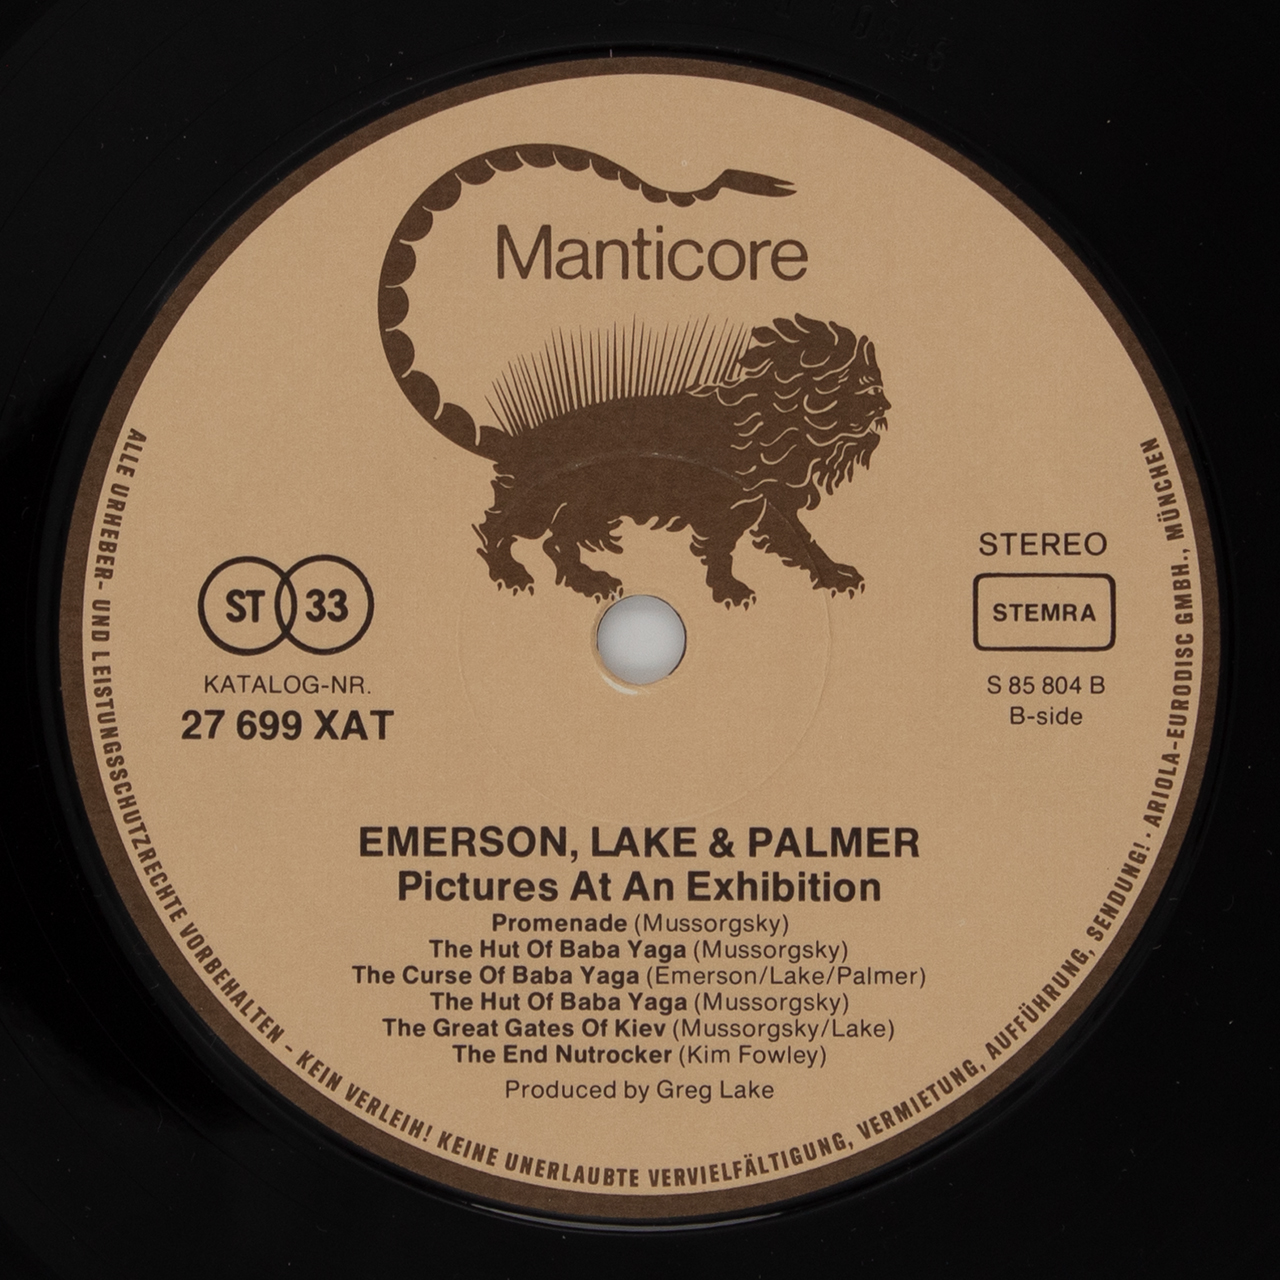 Manticore
ST 33
KATALOG-NR.
27 699 XAT
STEREO
STEMRA
S 85 804 B
B-side
EMERSON, LAKE & PALMER
Pictures At An Exhibition
Promenade (Mussorgsky)
The Hut Of Baba Yaga (Mussorgsky)
The Curse Of Baba Yaga (Emerson/Lake/Palmer)
The Hut Of Baba Yaga (Mussorgsky)
The Great Gates Of Kiev (Mussorgsky/Lake)
The End Nutrocker (Kim Fowley)
Produced by Greg Lake
ALLE URHEBER- UND LEISTUNGSSCHUTZRECHTE VORBEHALTEN - KEIN VERLEIH! KEINE UNERLAUBTE VERVIELFÄLTIGUNG, VERMIETUNG, AUFFÜHRUNG, SENDUNG! · ARIOLA-EURODISC GMBH., MÜNCHEN